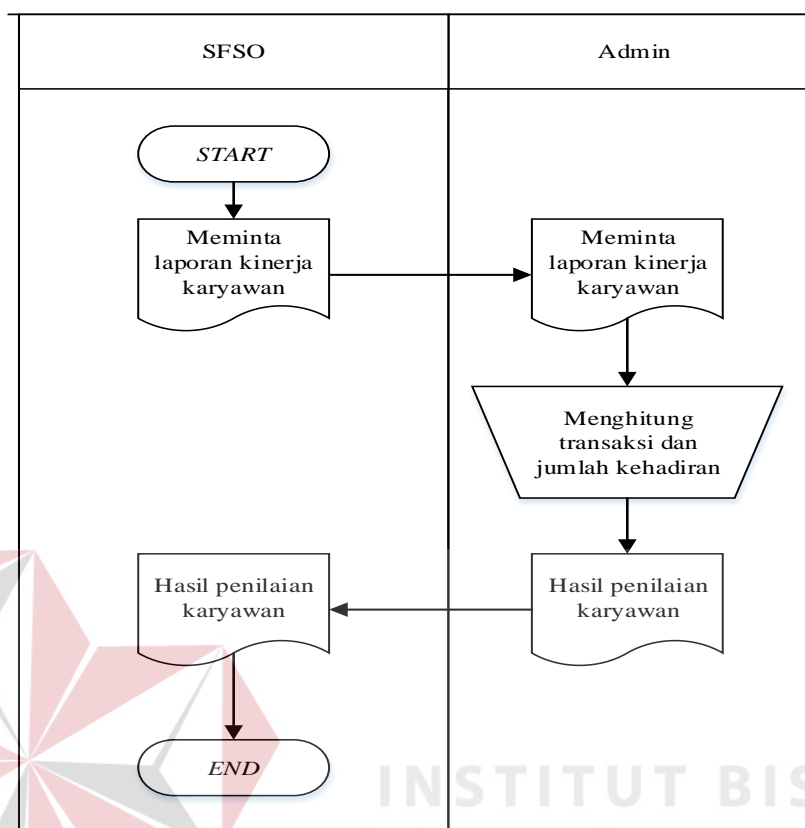 SFSO
Admin
START
Meminta
laporan kinerja
karyawan
Meminta
laporan kinerja
karyawan
Menghitung
transaksi dan
jumlah kehadiran
Hasil penilaian
karyawan
Hasil penilaian
karyawan
END
INSTITUT BIS